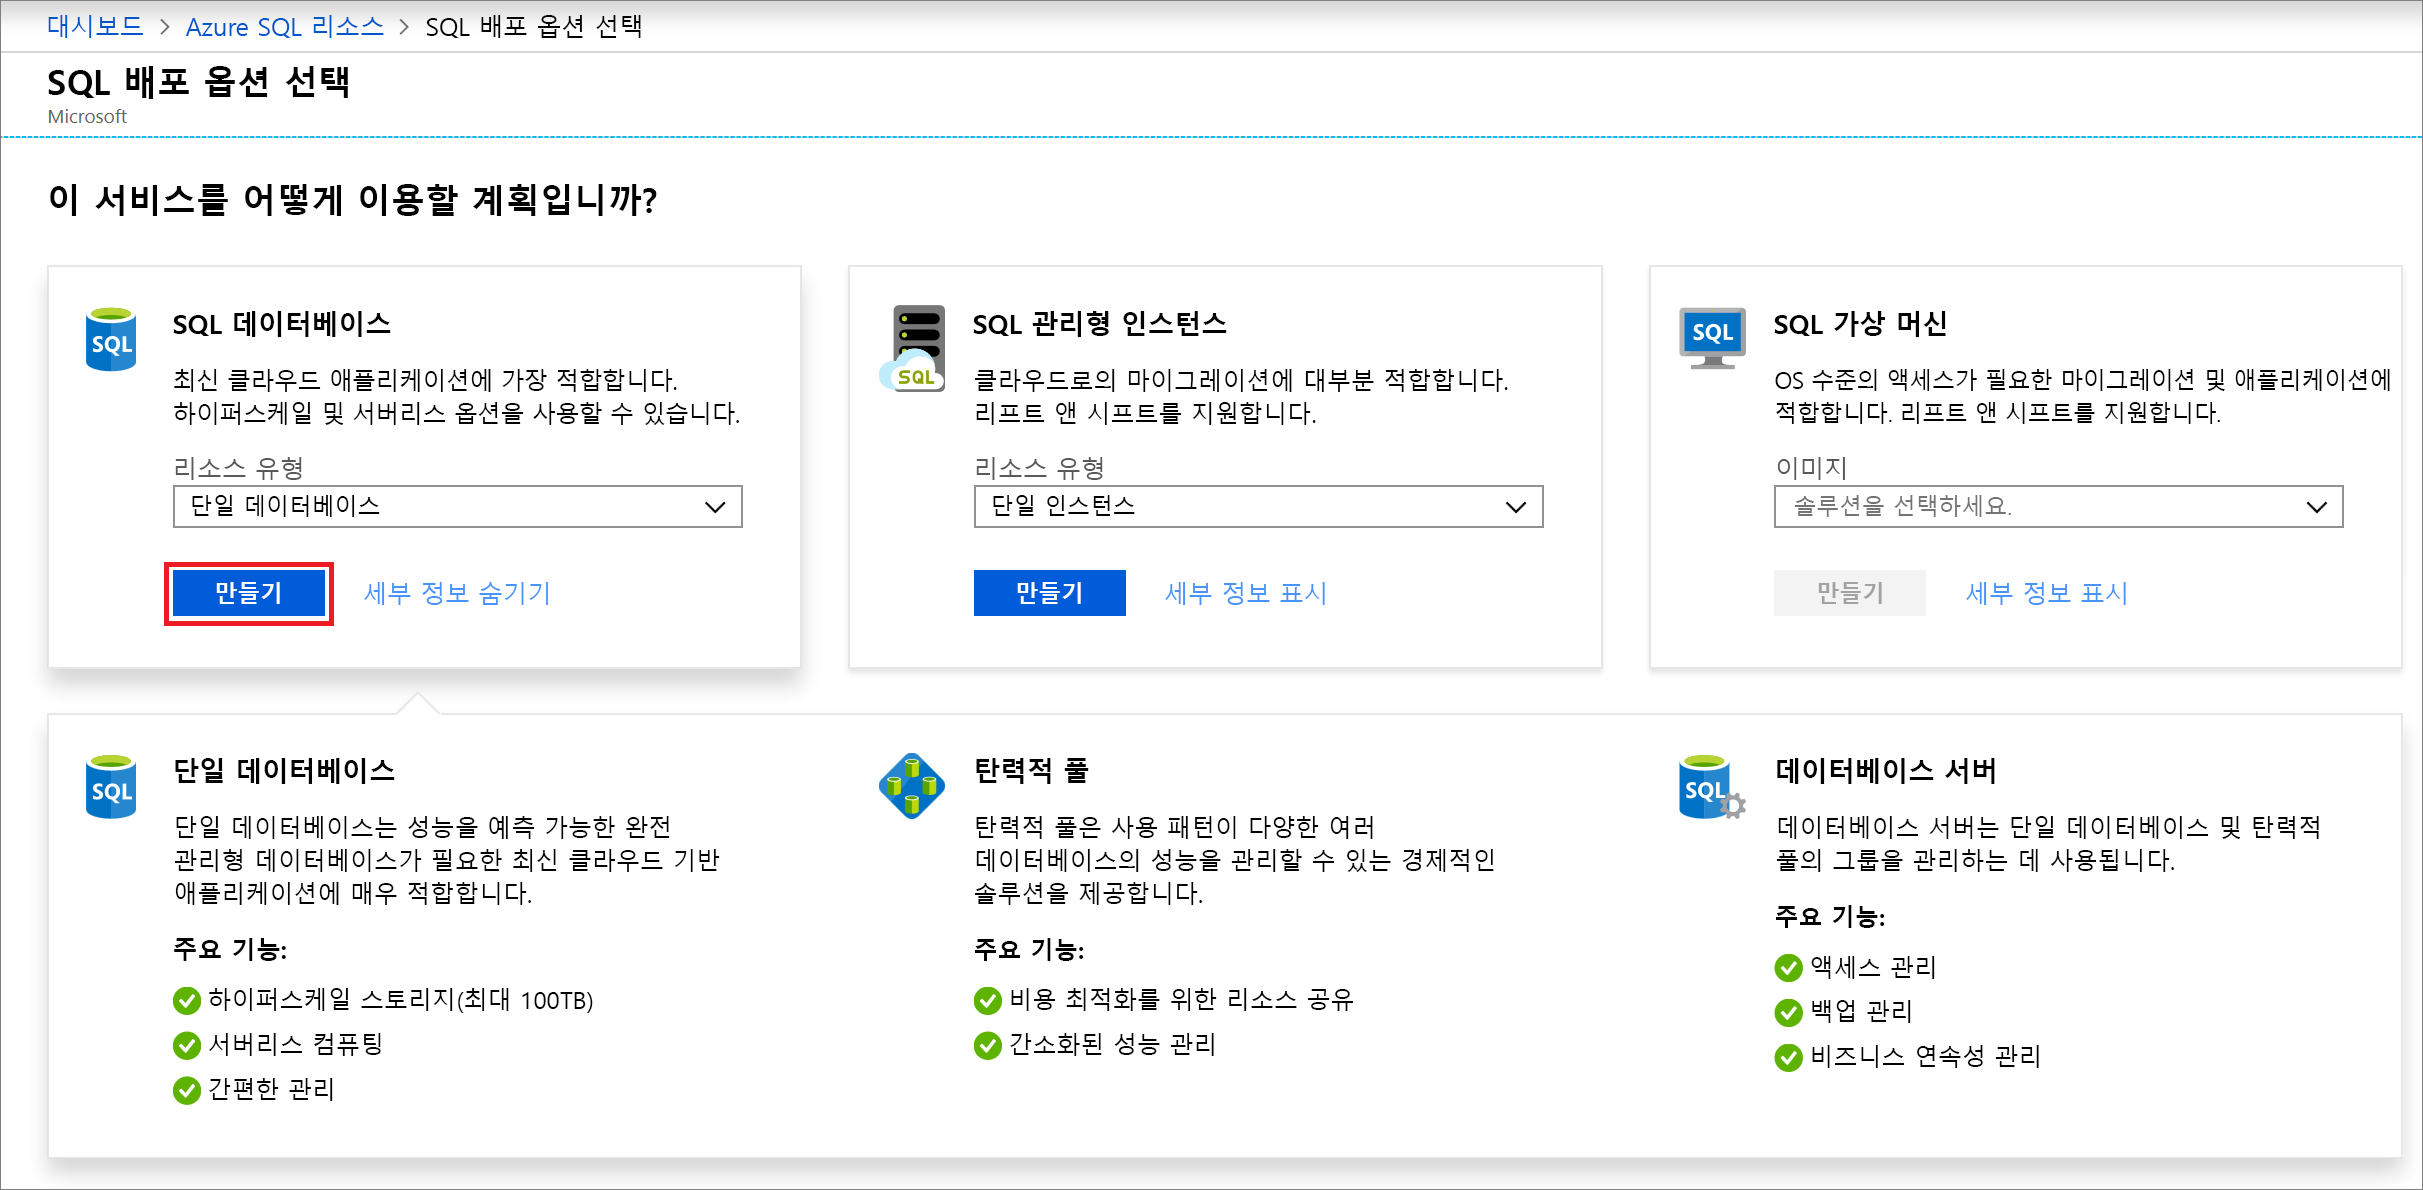 대시보드 > Azure SQL 리소스 > SQL 배포 옵션 선택
SQL 배포 옵션 선택
Microsoft
이 서비스를 어떻게 이용할 계획입니까?
SQL
SQL 데이터베이스
최신 클라우드 애플리케이션에 가장 적합합니다.
하이퍼스케일 및 서버리스 옵션을 사용할 수 있습니다.
리소스 유형
단일 데이터베이스
만들기
세부 정보 숨기기
SQL
SQL 관리형 인스턴스
클라우드로의 마이그레이션에 대부분 적합합니다.
리프트 앤 시프트를 지원합니다.
리소스 유형
단일 인스턴스
만들기
세부 정보 표시
SQL
SQL 가상 머신
OS 수준의 액세스가 필요한 마이그레이션 및 애플리케이션에
적합합니다. 리프트 앤 시프트를 지원합니다.
이미지
솔루션을 선택하세요.
만들기
세부 정보 표시
SQL
단일 데이터베이스
단일 데이터베이스는 성능을 예측 가능한 완전
관리형 데이터베이스가 필요한 최신 클라우드 기반
애플리케이션에 매우 적합합니다.
주요 기능:
하이퍼스케일 스토리지(최대 100TB)
서버리스 컴퓨팅
간편한 관리
탄력적 풀
탄력적 풀은 사용 패턴이 다양한 여러
데이터베이스의 성능을 관리할 수 있는 경제적인
솔루션을 제공합니다.
주요 기능:
비용 최적화를 위한 리소스 공유
간소화된 성능 관리
SQL
데이터베이스 서버
데이터베이스 서버는 단일 데이터베이스 및 탄력적
풀의 그룹을 관리하는 데 사용됩니다.
주요 기능:
액세스 관리
백업 관리
비즈니스 연속성 관리